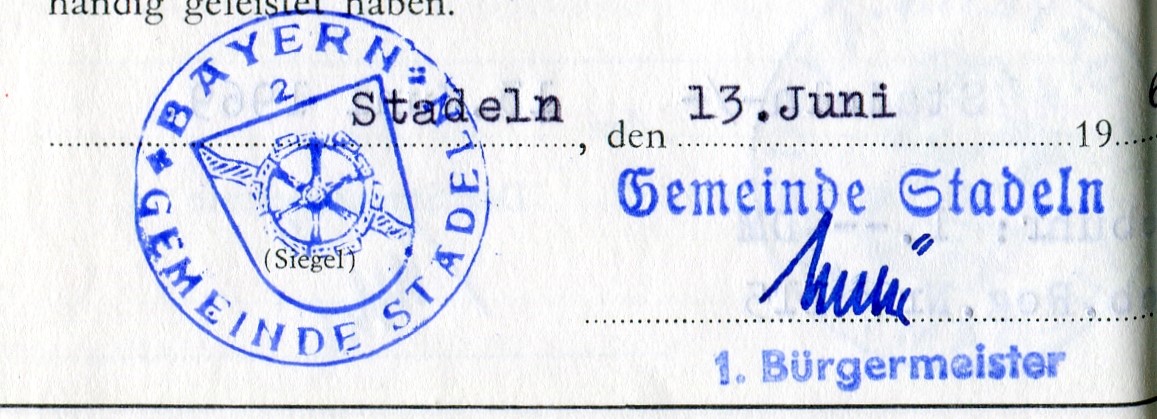 händig geleistet haben.
BAYERN
2
Stadeln, den 13.Juni 19
GEMEINDE STADELN
(Siegel)
Gemeinde Stadeln
1. Bürgermeister